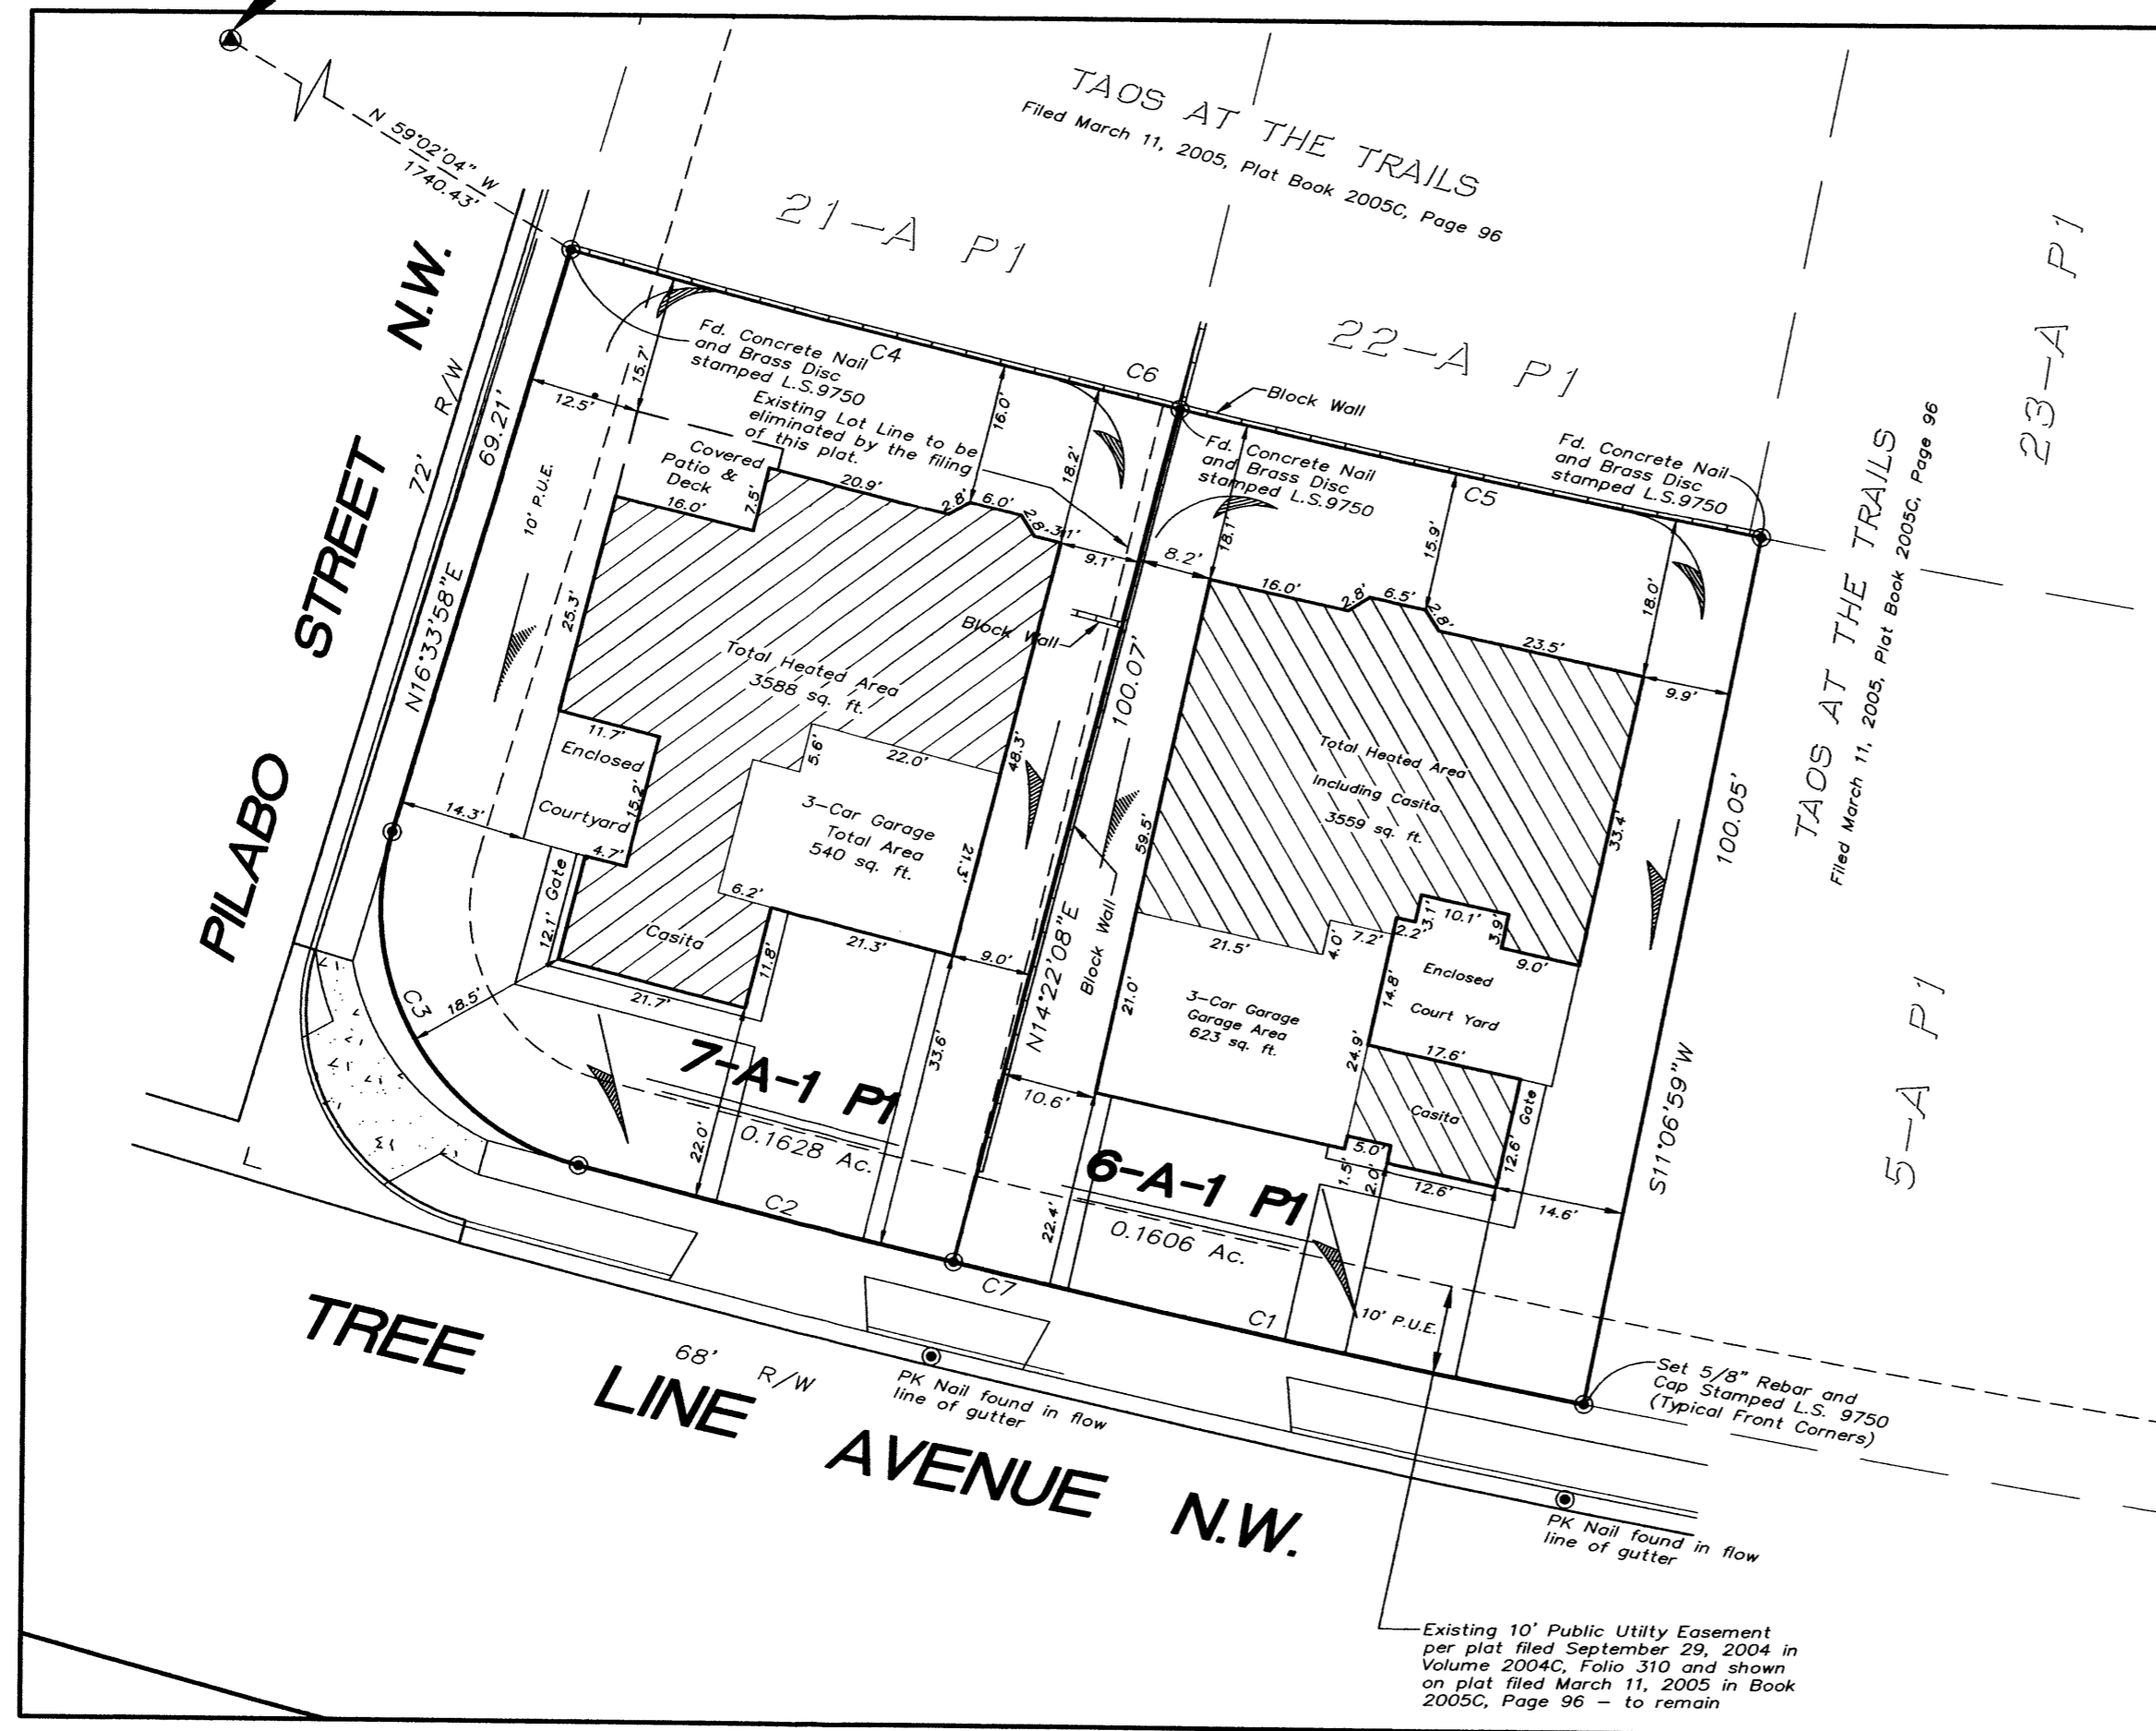 TAOS AT THE TRAILS
Filed March 11, 2005, Plat Book 2005C, Page 96
N 59°02'04" W
1740.43'
21-A P1
22-A P1
23-A P1
5-A P1
TAOS AT THE TRAILS
Filed March 11, 2005, Plat Book 2005C, Page 96
PILABO STREET N.W.
72' R/W
N16°33'58"E
69.21'
10' P.U.E.
12.5'
15.7'
Fd. Concrete Nail
and Brass Disc
stamped L.S.9750
C4
Existing Lot Line to be
eliminated by the filing
of this plat.
C6
16.0'
18.2'
Block Wall
Fd. Concrete Nail
and Brass Disc
stamped L.S.9750
Fd. Concrete Nail
and Brass Disc
stamped L.S.9750
C5
Covered
Patio &
Deck
16.0'
7.5'
20.9'
2.8'
6.0'
2.8'
3.1'
9.1'
8.2'
18.1'
16.0'
2.8'
6.5'
2.8'
15.9'
23.5'
18.0'
9.9'
25.3'
Total Heated Area
3588 sq. ft.
Block Wall
100.07'
N14°22'08"E
Block Wall
11.7'
Enclosed
Courtyard
15.2'
14.3'
4.7'
12.1' Gate
5.6'
22.0'
48.3'
3-Car Garage
Total Area
540 sq. ft.
21.3'
6.2'
21.3'
9.0'
Casita
11.8'
21.7'
18.5'
C3
7-A-1 P1
0.1628 Ac.
22.0'
33.6'
C2
Total Heated Area
Including Casita
3559 sq. ft.
59.5'
33.4'
100.05'
S11°06'59"W
21.5'
4.0'
7.2'
2.2'
3.1'
10.1'
3.9'
9.0'
Enclosed
Court Yard
14.8'
21.0'
3-Car Garage
Garage Area
623 sq. ft.
24.9'
17.6'
Casita
12.6' Gate
10.6'
5.0'
1.5'
2.0'
12.6'
14.6'
6-A-1 P1
0.1606 Ac.
22.4'
C7
C1
10' P.U.E.
TREE LINE AVENUE N.W.
68' R/W
PK Nail found in flow
line of gutter
Set 5/8" Rebar and
Cap Stamped L.S. 9750
(Typical Front Corners)
PK Nail found in flow
line of gutter
Existing 10' Public Utilty Easement
per plat filed September 29, 2004 in
Volume 2004C, Folio 310 and shown
on plat filed March 11, 2005 in Book
2005C, Page 96 – to remain